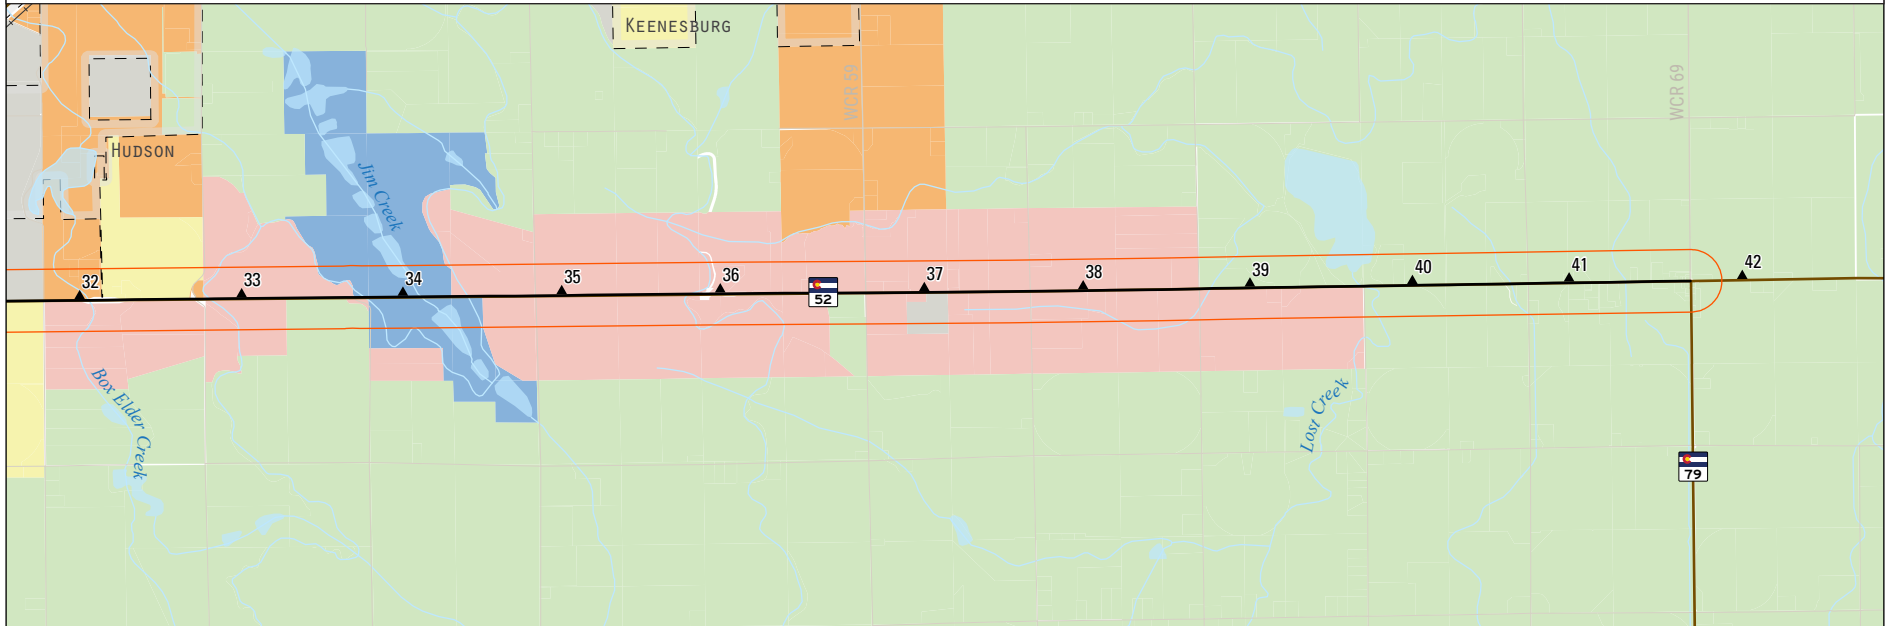 KEENESBURG
WCR 59
WCR 69
HUDSON
Jim Creek
32
33
34
35
36
52
37
38
39
40
41
42
Box Elder Creek
Lost Creek
79